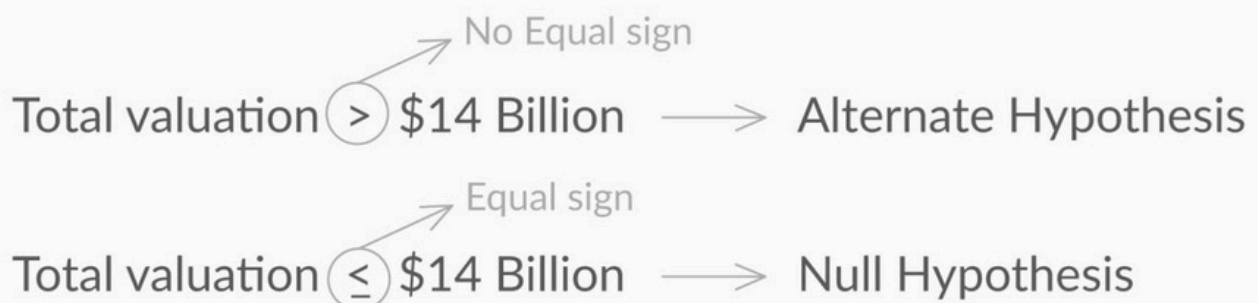 No Equal sign
Total valuation > $14 Billion Alternate Hypothesis
Equal sign
Total valuation ≤ $14 Billion Null Hypothesis